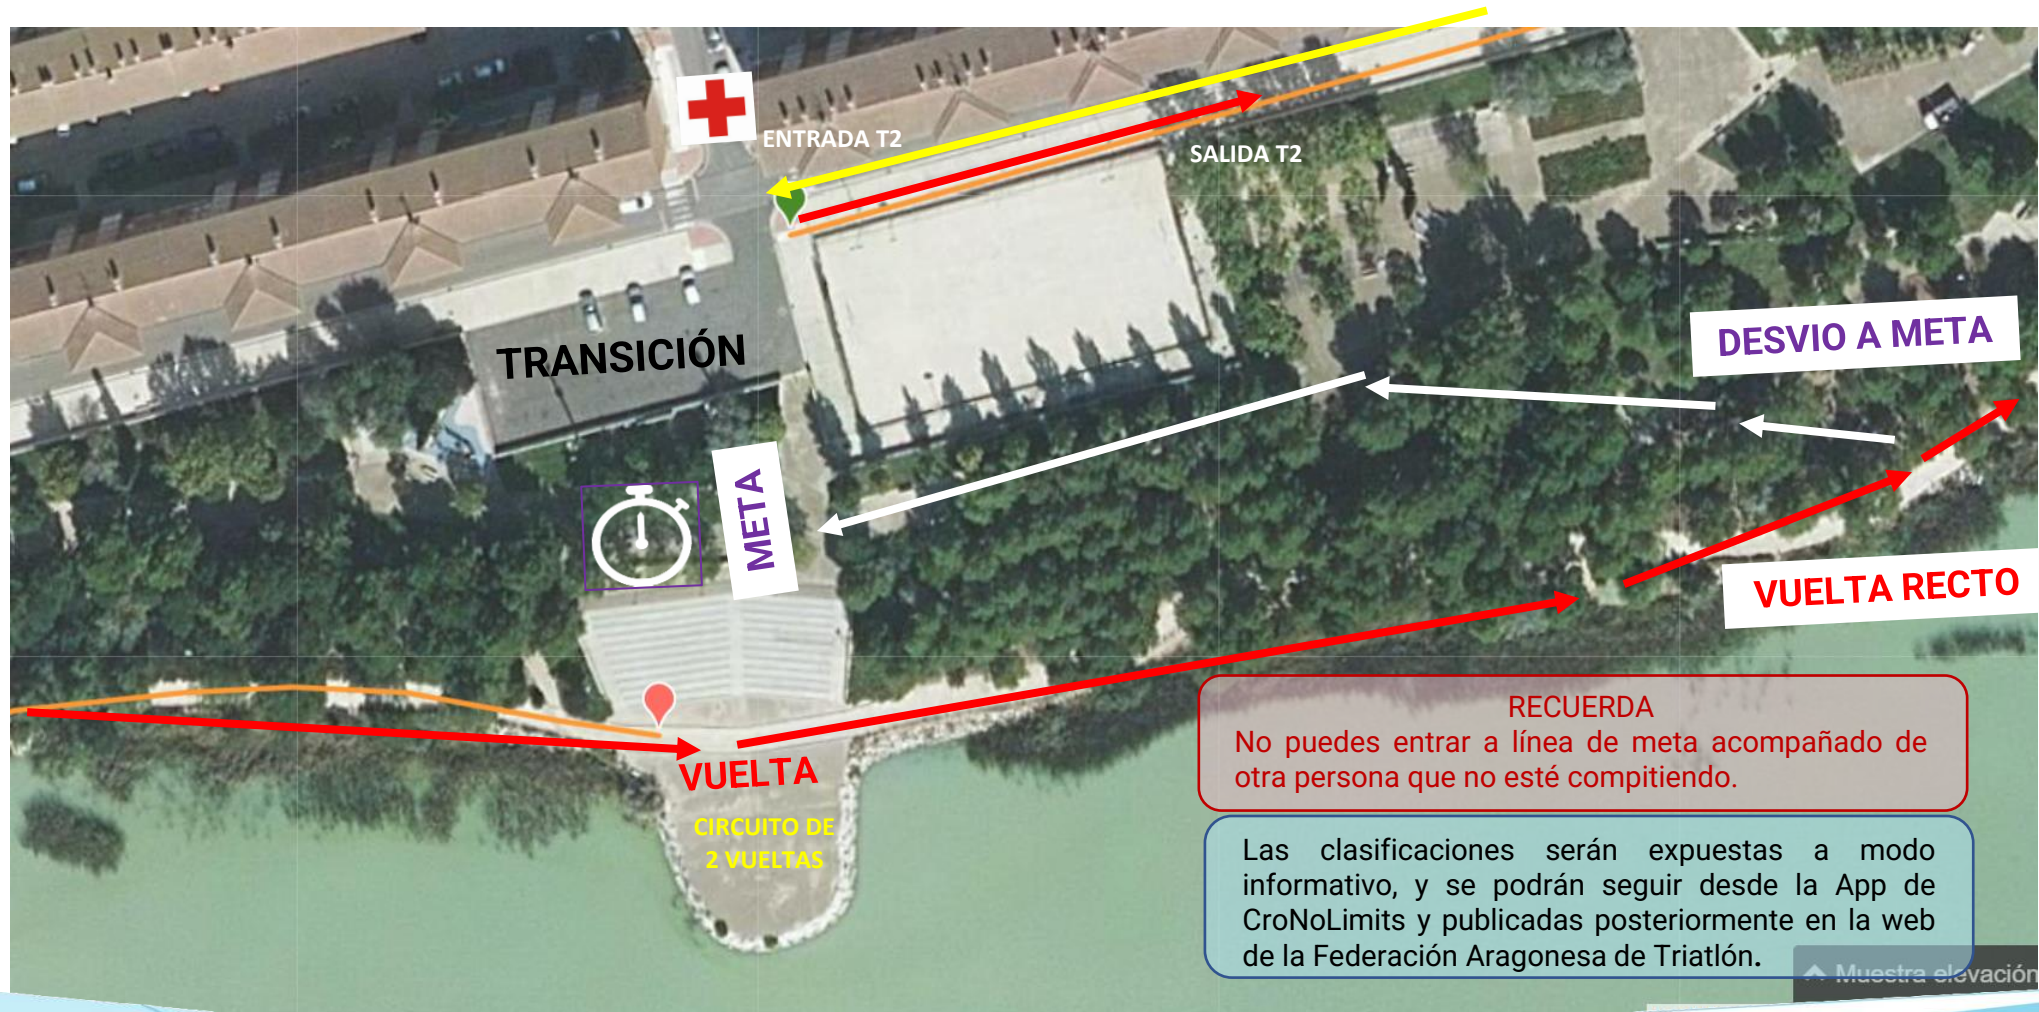 ENTRADA T2
SALIDA T2
TRANSICIÓN
DESVIO A META
META
VUELTA RECTO
VUELTA
CIRCUITO DE
2 VUELTAS
RECUERDA
No puedes entrar a línea de meta acompañado de
otra persona que no esté compitiendo.
Las clasificaciones serán expuestas a modo
informativo, y se podrán seguir desde la App de
CroNoLimits y publicadas posteriormente en la web
de la Federación Aragonesa de Triatlón.
Muestra elevación